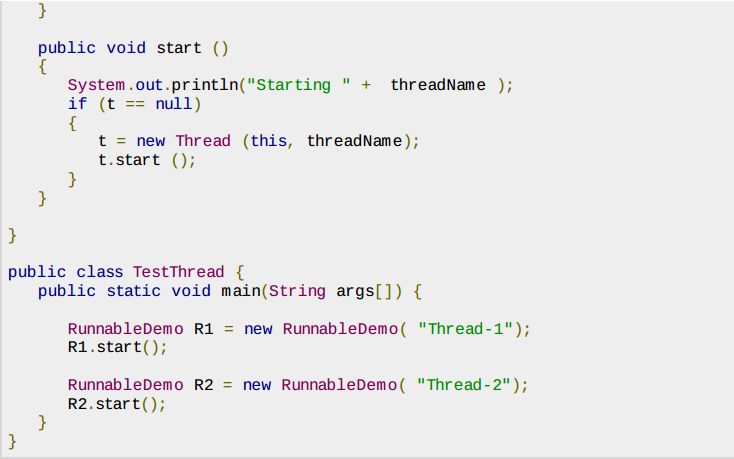 }
public void start ()
{
System.out.println("Starting " +  threadName );
if (t == null)
{
t = new Thread (this, threadName);
t.start ();
}
}
}
public class TestThread {
public static void main(String args[]) {
RunnableDemo R1 = new RunnableDemo( "Thread-1");
R1.start();
RunnableDemo R2 = new RunnableDemo( "Thread-2");
R2.start();
}
}